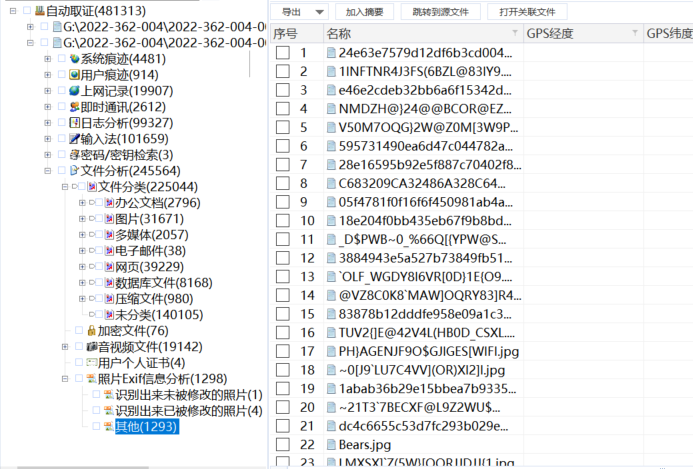 自动取证(481313)
G:\2022-362-004\2022-362-004-0
G:\2022-362-004\2022-362-004-00
系统痕迹(4481)
用户痕迹(914)
上网记录(19907)
即时通讯(2612)
日志分析(99327)
输入法(101659)
密码/密钥检索(3)
文件分析(245564)
文件分类(225044)
办公文档(2796)
图片(31671)
多媒体(2057)
电子邮件(38)
网页(39229)
数据库文件(8168)
压缩文件(980)
未分类(140105)
加密文件(76)
音视频文件(19142)
用户个人证书(4)
照片Exif信息分析(1298)
识别出来未被修改的照片(1)
识别出来已被修改的照片(4)
其他(1293)
导出 加入摘要 跳转到源文件 打开关联文件
序号 名称 GPS经度 GPS纬度
1 24e63e7579d12df6b3cd004...
2 1INFTNR4J3FS(6BZL@83IY9....
3 e46e2cdeb32bb6a6f15342d...
4 NMDZH@}24@@BCOR@EZ...
5 V50M7OQG}2W@Z0M[3W9P...
6 595731490ea6d47c044782a...
7 28e16595b92e5f887c70402f8...
8 C683209CA32486A328C64...
9 05f4781f0f16f6f450981ab4a...
10 18e204f0bb435eb67f9b8bd...
11 _D$PWB~0_%66Q[{YPW@S...
12 3884943e5a527b73849fb51...
13 `OLF_WGDY8I6VR[0D}1E{O9...
14 @VZ8C0K8`MAW]OQRY83]R4...
15 83878b12dddfe958e09a1c3...
16 TUV2{]E@42V4L(HB0D_CSXL...
17 PH}AGENJF9O$GJIGES[WIFI.jpg
18 ~0[J9`LU7C4VV](OR)XI2]I.jpg
19 1abab36b29e15bbea7b9335...
20 ~21T3`7BECXF@L9Z2WU$...
21 dc4c6655c53d7fc293b029e...
22 Bears.jpg
23